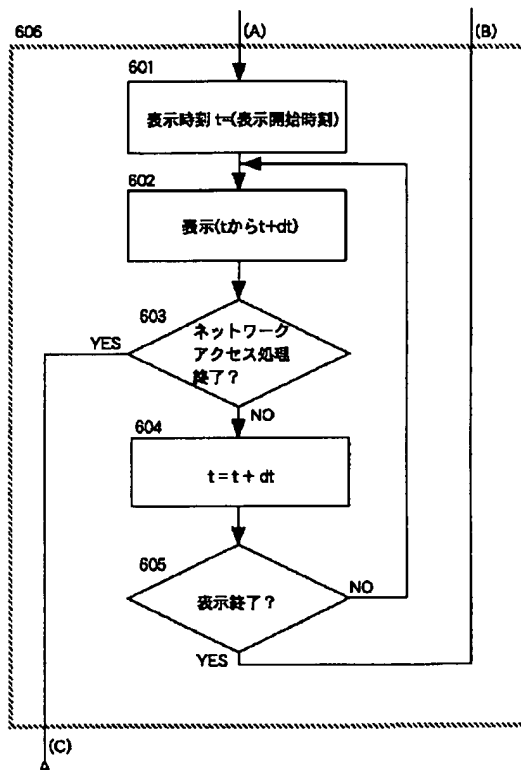 606
(A)
(B)
601
表示時刻 t=(表示開始時刻)
602
表示(tからt+dt)
603
YES
ネットワーク
アクセス処理
終了？
NO
604
t = t + dt
605
NO
表示終了？
YES
(C)